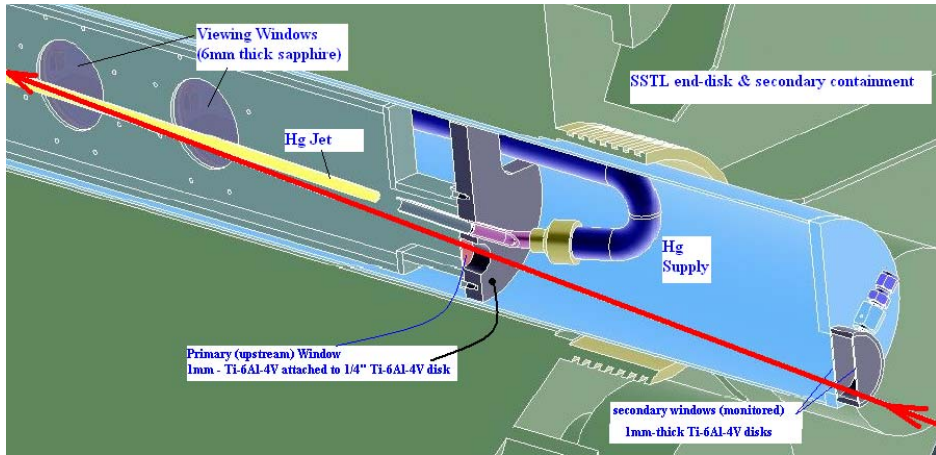 Viewing Windows
(6mm thick sapphire)
SSTL end-disk & secondary containment
Hg Jet
Hg
Supply
Primary (upstream) Window
1mm - Ti-6Al-4V attached to 1/4" Ti-6Al-4V disk
secondary windows (monitored)
1mm-thick Ti-6Al-4V disks